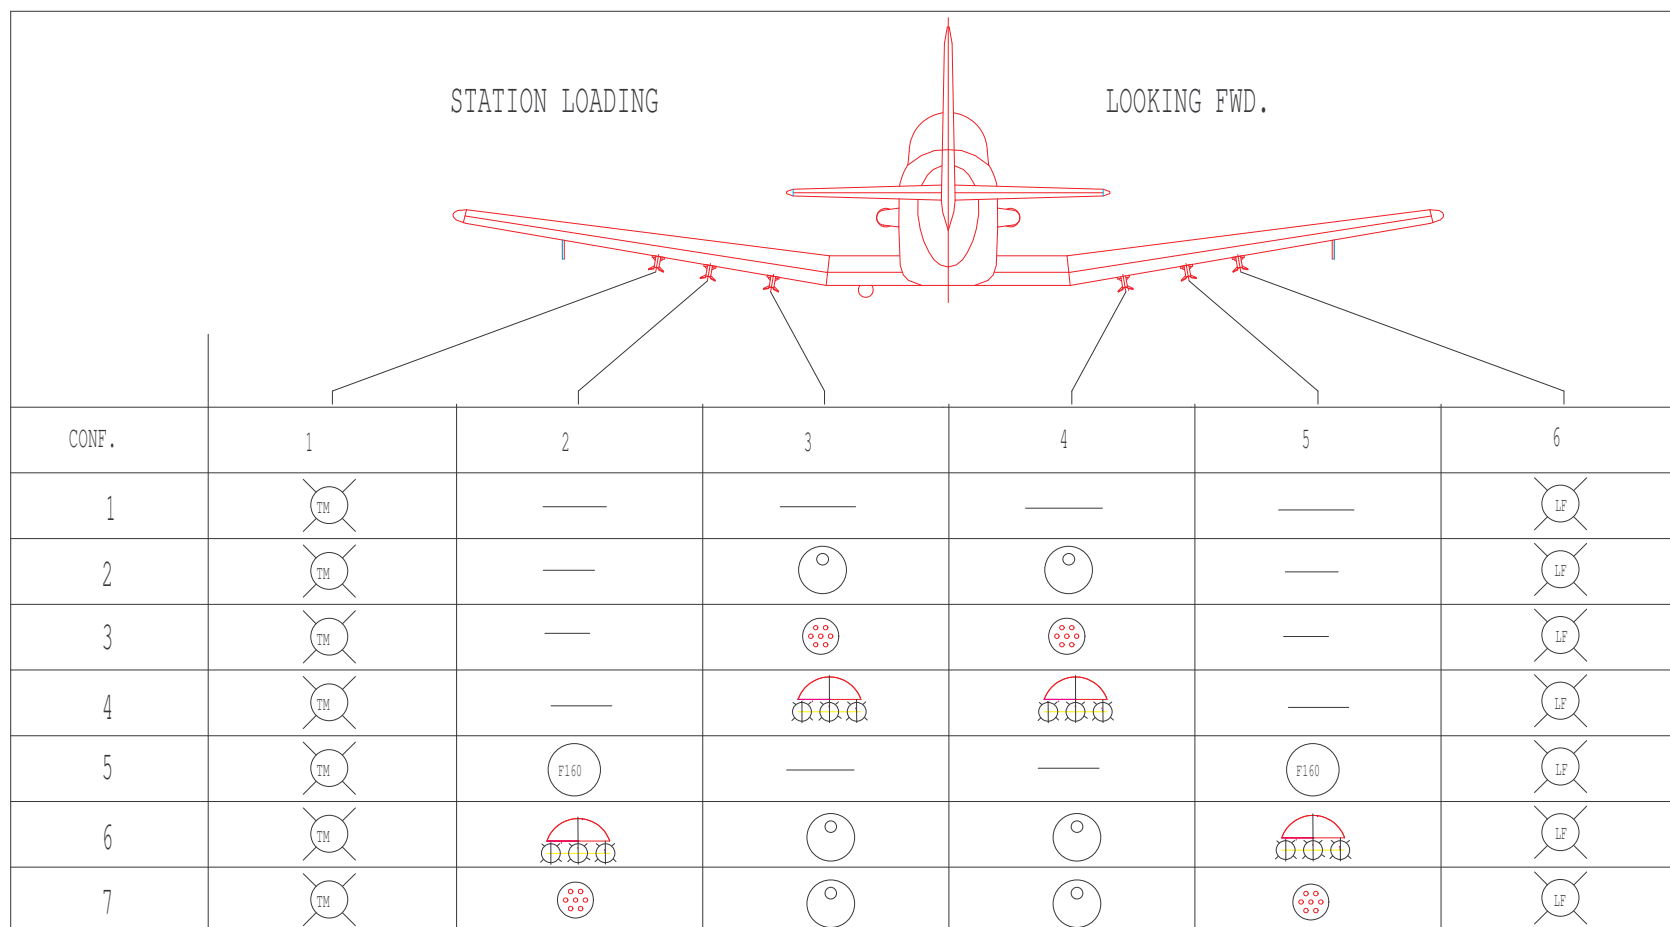 STATION LOADING LOOKING FWD.
CONF. 1 2 3 4 5 6
1 TM LF
2 TM LF
3 TM LF
4 TM LF
5 TM F160 F160 LF
6 TM LF
7 TM LF